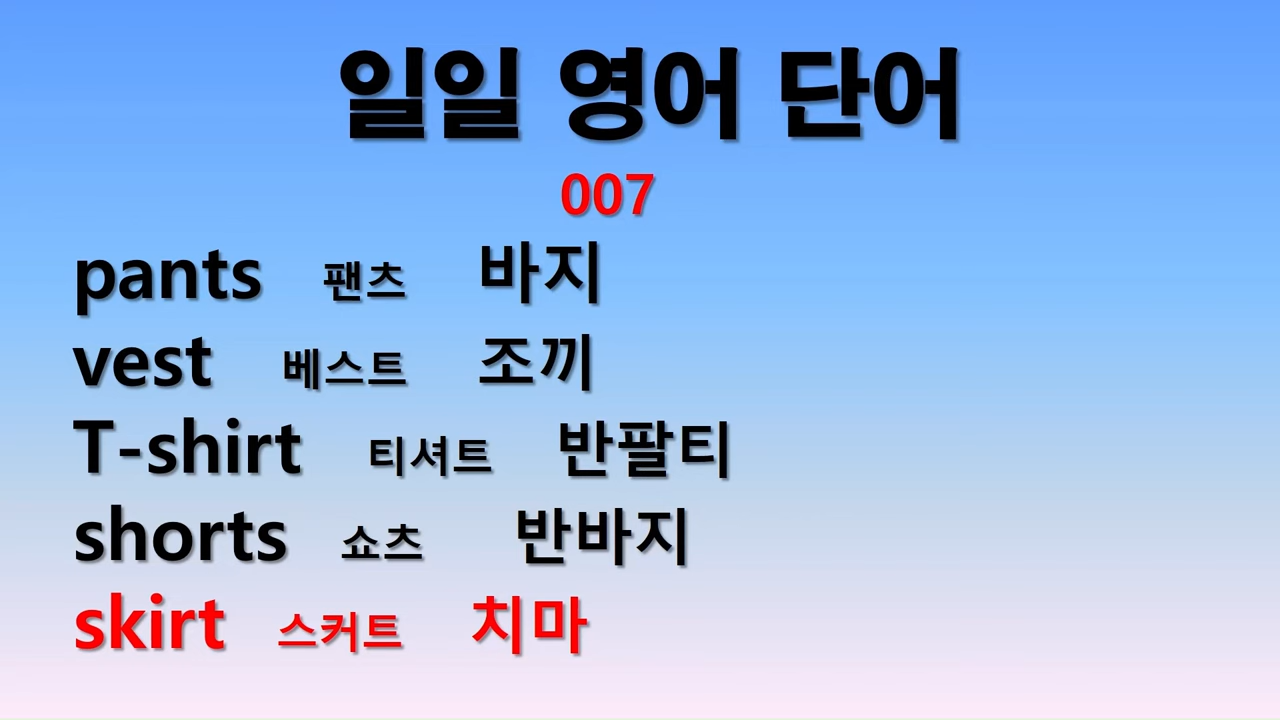 일일 영어 단어
007
pants 팬츠 바지
vest 베스트 조끼
T-shirt 티셔트 반팔티
shorts 쇼츠 반바지
skirt 스커트 치마